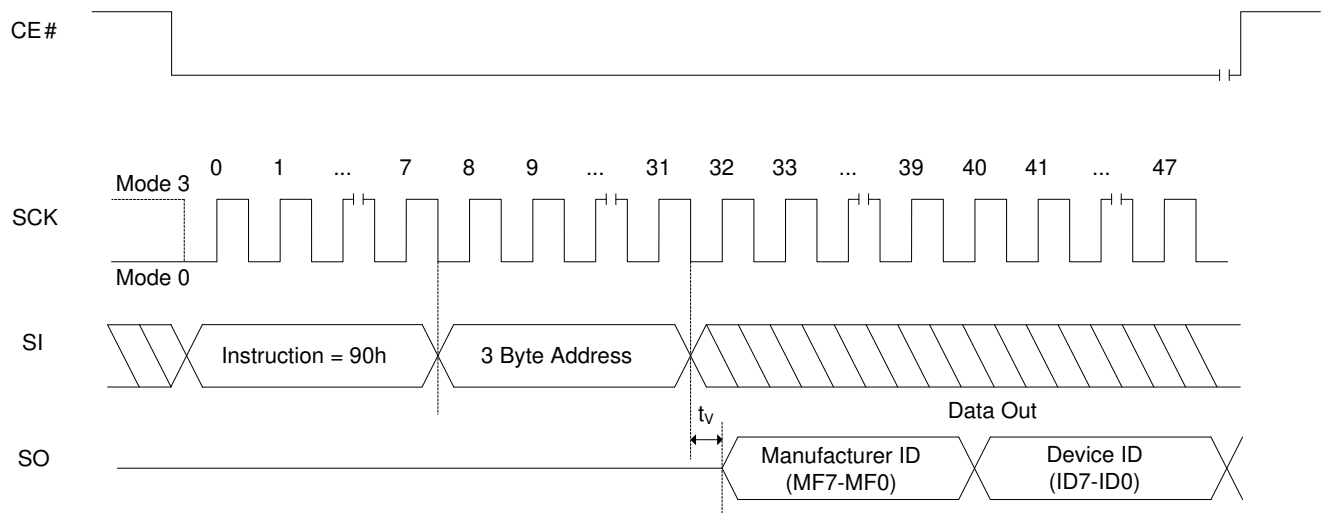 CE#
0 1 ... 7 8 9 ... 31 32 33 ... 39 40 41 ... 47
Mode 3
SCK
Mode 0
SI
Instruction = 90h
3 Byte Address
tV
Data Out
SO
Manufacturer ID
(MF7-MF0)
Device ID
(ID7-ID0)